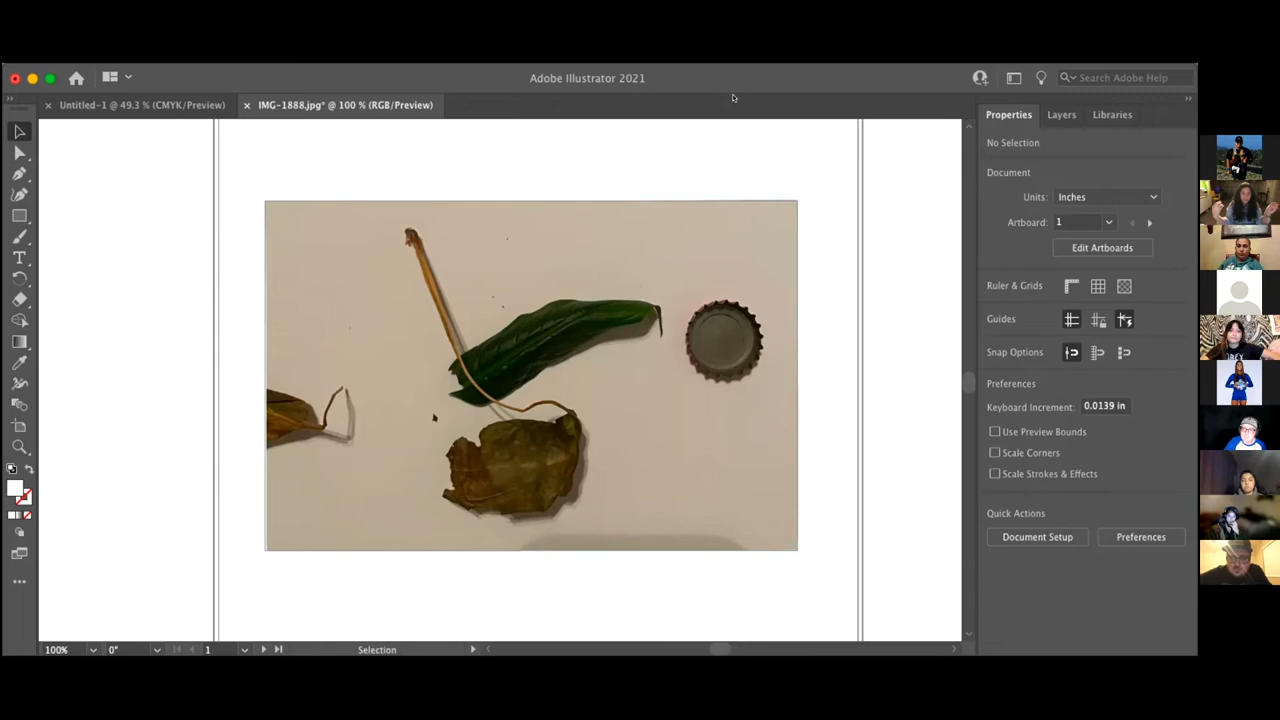 Adobe Illustrator 2021
Search Adobe Help
Untitled-1 @ 49.3 % (CMYK/Preview)
IMG-1888.jpg* @ 100 % (RGB/Preview)
Properties
Layers
Libraries
No Selection
Document
Units: Inches
Artboard: 1
Edit Artboards
Ruler & Grids
Guides
Snap Options
Preferences
Keyboard Increment: 0.0139 in
Use Preview Bounds
Scale Corners
Scale Strokes & Effects
Quick Actions
Document Setup
Preferences
100%
0°
1
Selection